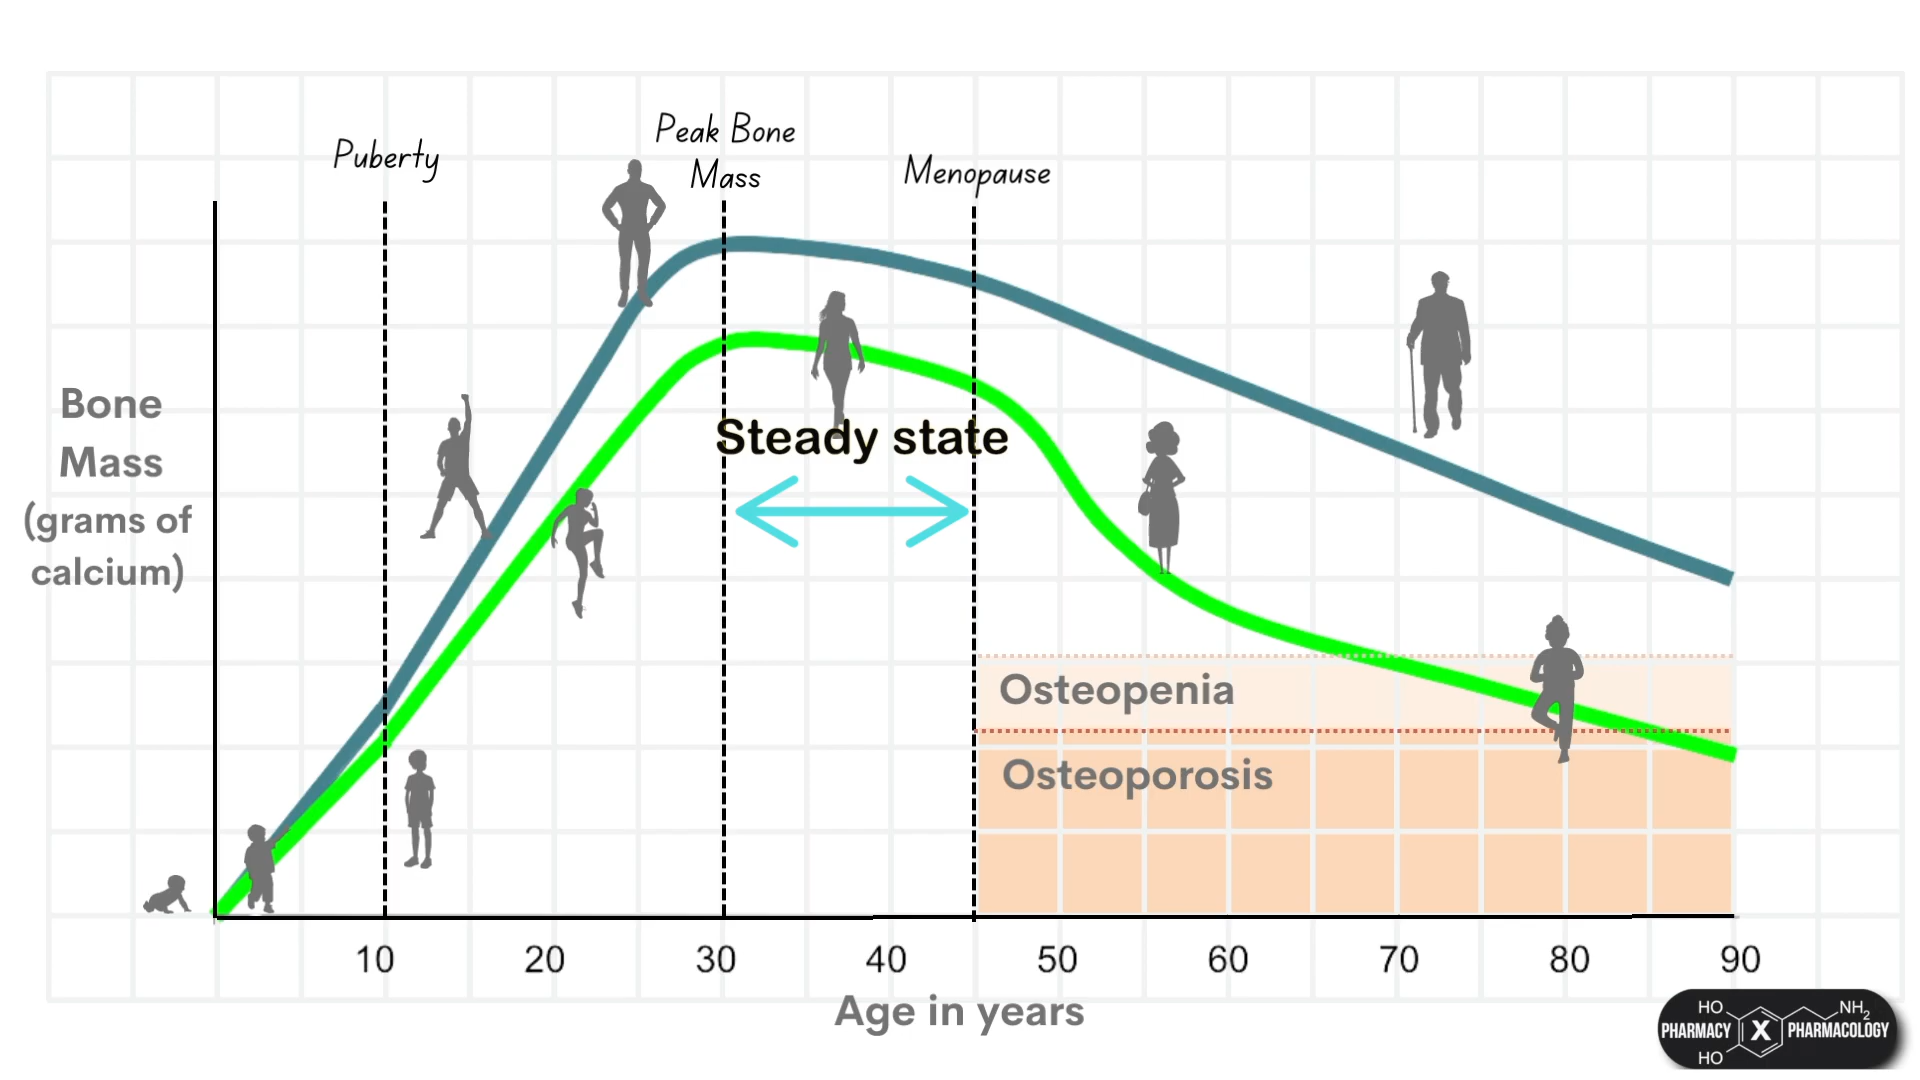 Puberty
Peak Bone
Mass
Menopause
Bone
Mass
(grams of
calcium)
Steady state
Osteopenia
Osteoporosis
10 20 30 40 50 60 70 80 90
Age in years
HO NH2
PHARMACY X PHARMACOLOGY
HO